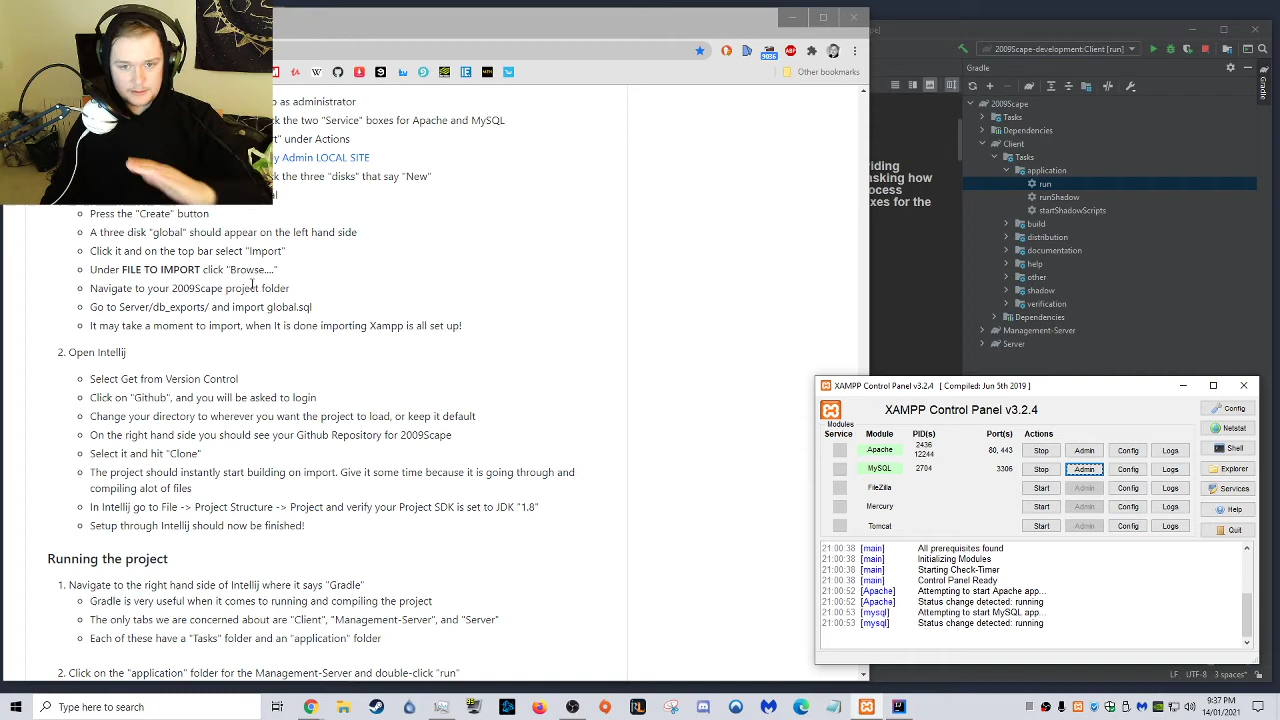 p as administrator
ck the two "Service" boxes for Apache and MySQL
t" under Actions
y Admin LOCAL SITE
ck the three "disks" that say "New"
Press the "Create" button
A three disk "global" should appear on the left hand side
Click it and on the top bar select "Import"
Under FILE TO IMPORT click "Browse...."
Navigate to your 2009Scape project folder
Go to Server/db_exports/ and import global.sql
It may take a moment to import, when It is done importing Xampp is all set up!
2. Open Intellij
Select Get from Version Control
Click on "Github", and you will be asked to login
Change your directory to wherever you want the project to load, or keep it default
On the right hand side you should see your Github Repository for 2009Scape
Select it and hit "Clone"
The project should instantly start building on import. Give it some time because it is going through and
compiling alot of files
In Intellij go to File -> Project Structure -> Project and verify your Project SDK is set to JDK "1.8"
Setup through Intellij should now be finished!
Running the project
1. Navigate to the right hand side of Intellij where it says "Gradle"
Gradle is very useful when it comes to running and compiling the project
The only tabs we are concerned about are "Client", "Management-Server", and "Server"
Each of these have a "Tasks" folder and an "application" folder
2. Click on the "application" folder for the Management-Server and double-click "run"
9036
ABP
Other bookmarks
2009Scape-development:Client [run]
Gradle
Gradle
2009Scape
Tasks
Dependencies
Client
Tasks
application
run
runShadow
startShadowScripts
build
distribution
documentation
help
other
shadow
verification
Dependencies
Management-Server
Server
iding
asking how
ocess
xes for the
XAMPP Control Panel v3.2.4 [ Compiled: Jun 5th 2019 ]
XAMPP Control Panel v3.2.4
Config
Modules
Service Module PID(s) Port(s) Actions
Netstat
Apache 2436
12244 80, 443 Stop Admin Config Logs
Shell
MySQL 2704 3306 Stop Admin Config Logs
Explorer
FileZilla Start Admin Config Logs
Services
Mercury Start Admin Config Logs
Help
Tomcat Start Admin Config Logs
Quit
21:00:38 [main] All prerequisites found
21:00:38 [main] Initializing Modules
21:00:38 [main] Starting Check-Timer
21:00:38 [main] Control Panel Ready
21:00:52 [Apache] Attempting to start Apache app...
21:00:52 [Apache] Status change detected: running
21:00:53 [mysql] Attempting to start MySQL app...
21:00:53 [mysql] Status change detected: running
LF UTF-8 3 spaces*
Type here to search
9:37 PM
14/01/2021